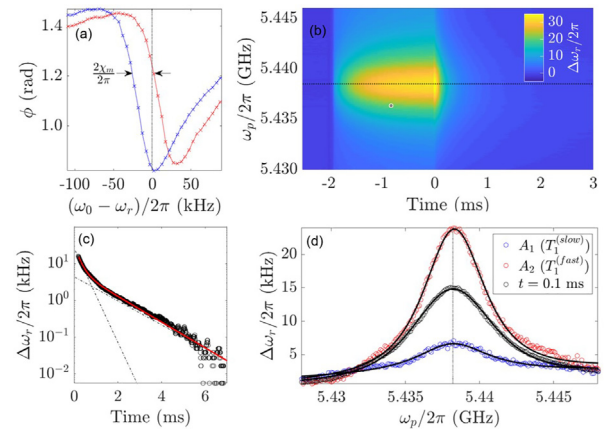 (a)
1.4
1.2
1.0
ϕ (rad)
2χm/2π
-100 -50 0 50
(ω0 − ωr)/2π (kHz)
(b)
5.445
5.440
5.435
5.430
ωp/2π (GHz)
30
20
10
0
Δωr/2π
-2 -1 0 1 2 3
Time (ms)
(c)
10^1
10^0
10^-1
10^-2
Δωr/2π (kHz)
0 2 4 6
Time (ms)
(d)
20
15
10
5
Δωr/2π (kHz)
A1 (T1^(slow))
A2 (T1^(fast))
t = 0.1 ms
5.43 5.435 5.44 5.445
ωp/2π (GHz)